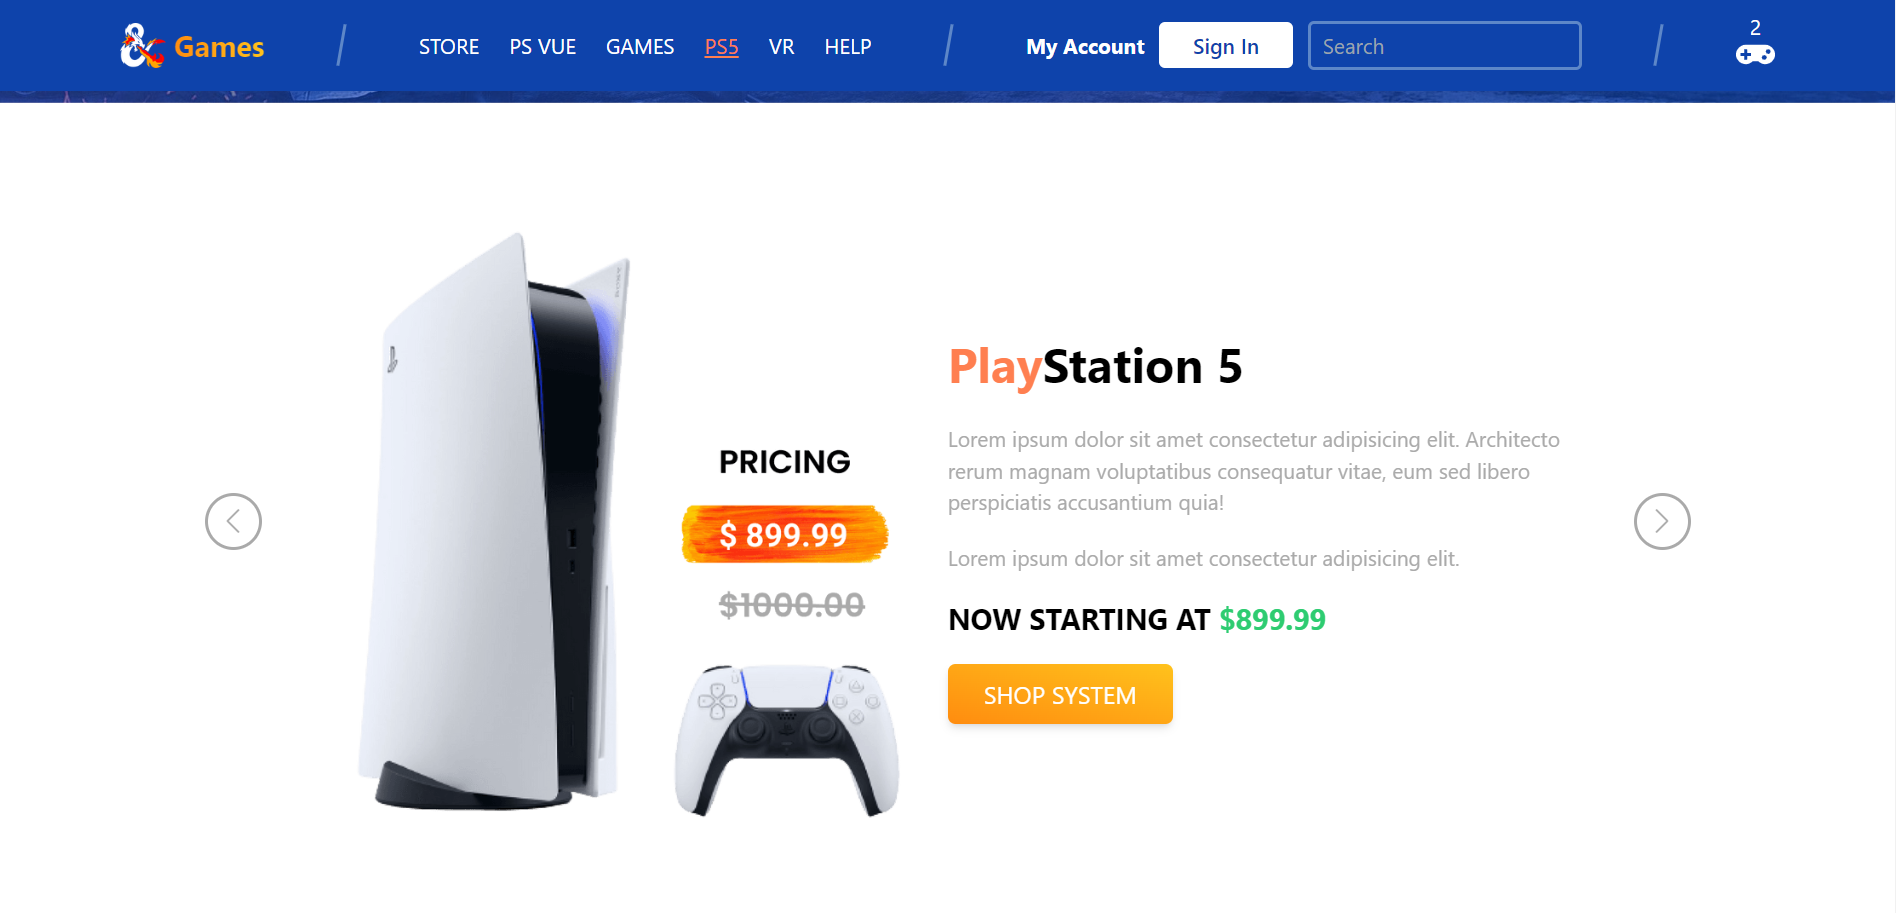 & Games
STORE PS VUE GAMES PS5 VR HELP
My Account Sign In Search
2
SONY
PlayStation 5
PRICING
$ 899.99
$1000.00
Lorem ipsum dolor sit amet consectetur adipisicing elit. Architecto
rerum magnam voluptatibus consequatur vitae, eum sed libero
perspiciatis accusantium quia!
Lorem ipsum dolor sit amet consectetur adipisicing elit.
NOW STARTING AT $899.99
SHOP SYSTEM